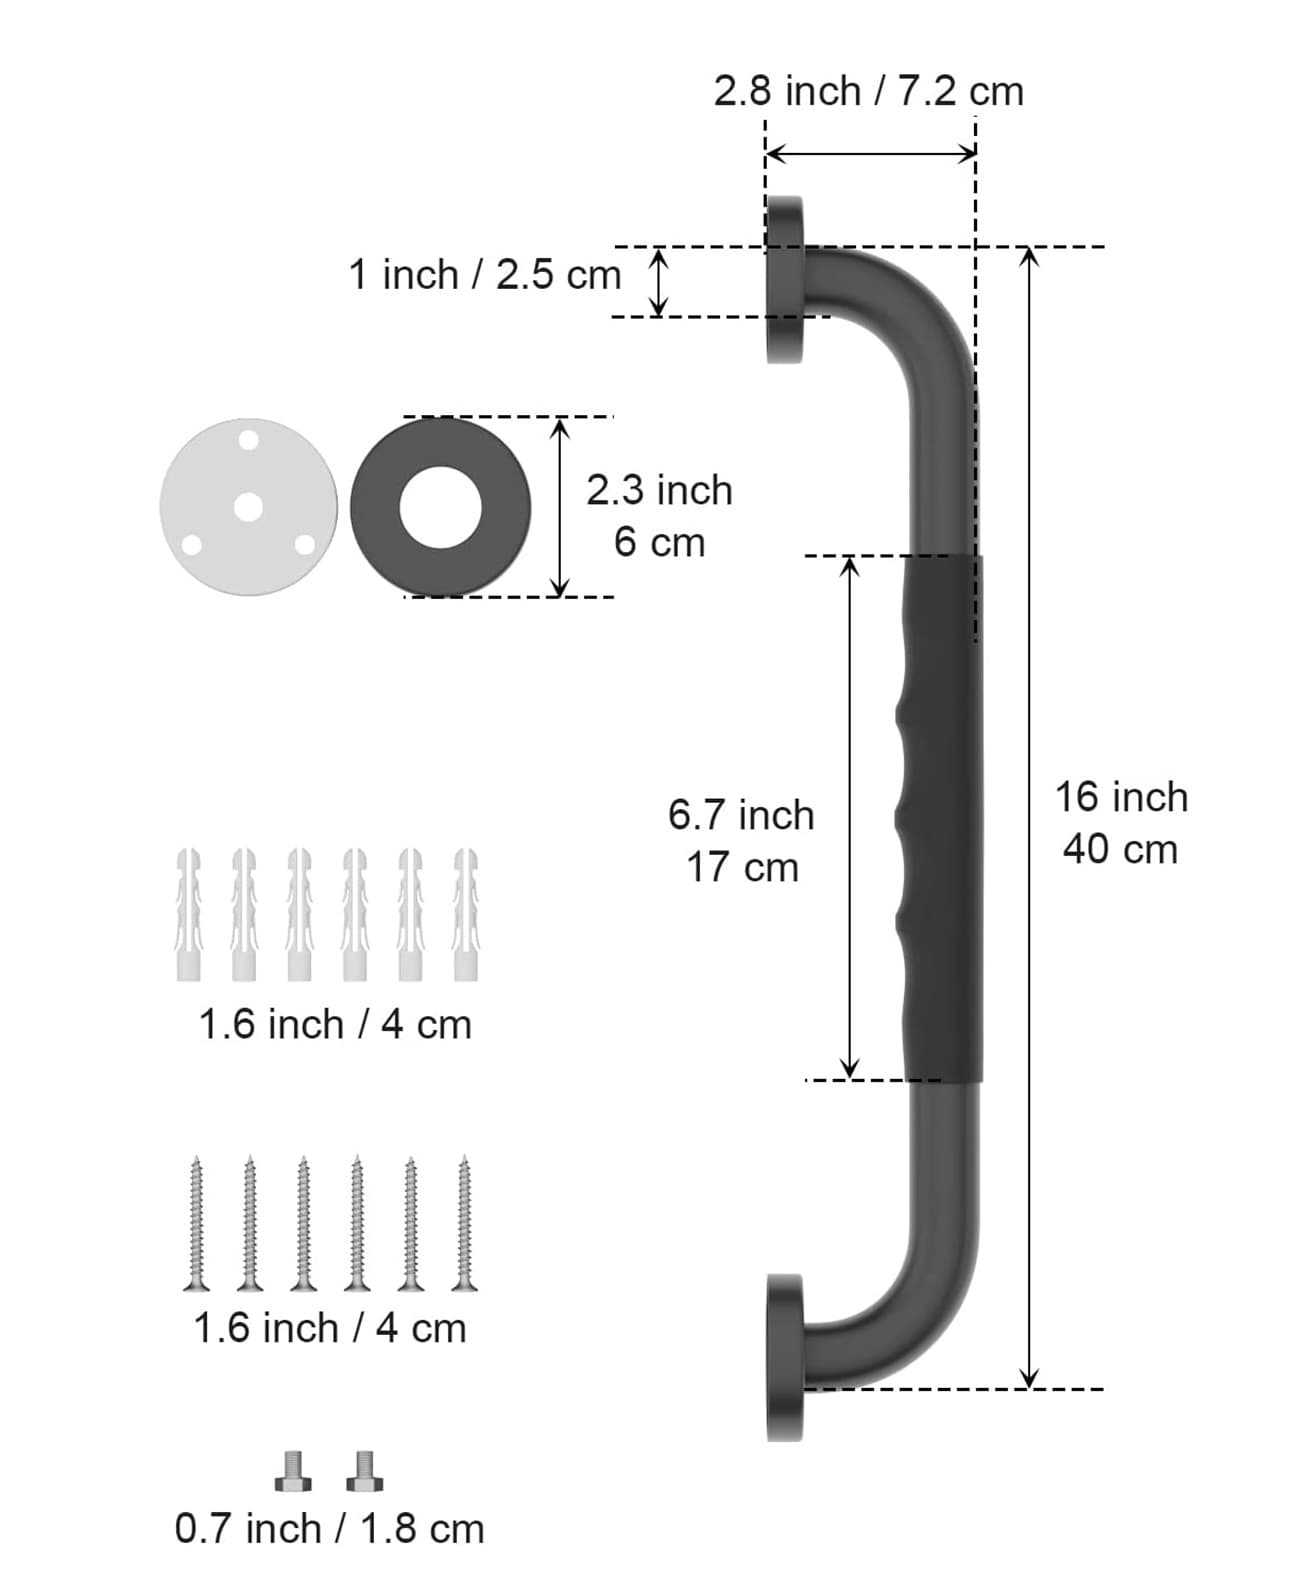 2.8 inch / 7.2 cm
1 inch / 2.5 cm
2.3 inch
6 cm
6.7 inch
17 cm
16 inch
40 cm
1.6 inch / 4 cm
1.6 inch / 4 cm
0.7 inch / 1.8 cm